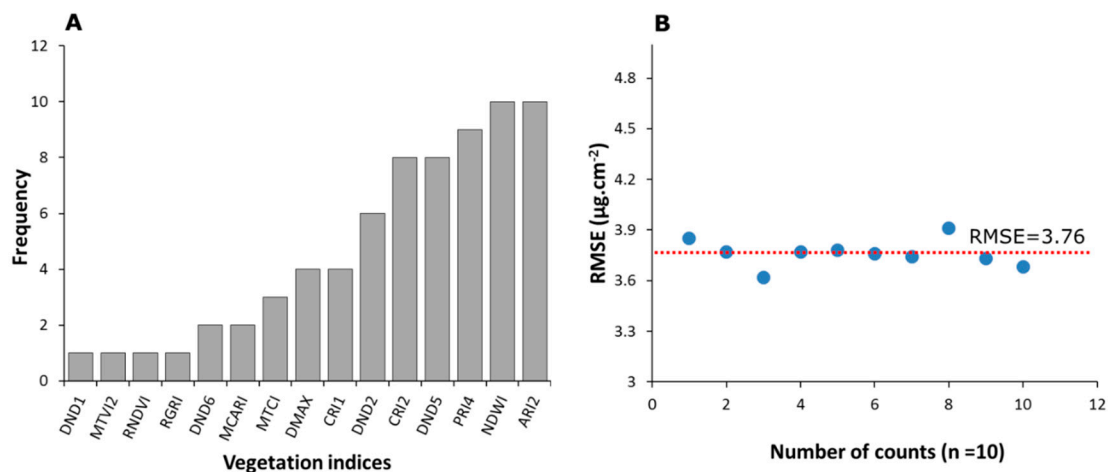 A
12
10
8
6
4
2
0
Frequency
DND1
MTVI2
RNDVI
RGRI
DND6
MCARI
MTCI
DMAX
CRI1
DND2
CRI2
DND5
PRI4
NDWI
ARI2
Vegetation indices
B
4.8
4.5
4.2
3.9
3.6
3.3
3
RMSE (µg.cm⁻²)
RMSE=3.76
0 2 4 6 8 10 12
Number of counts (n =10)